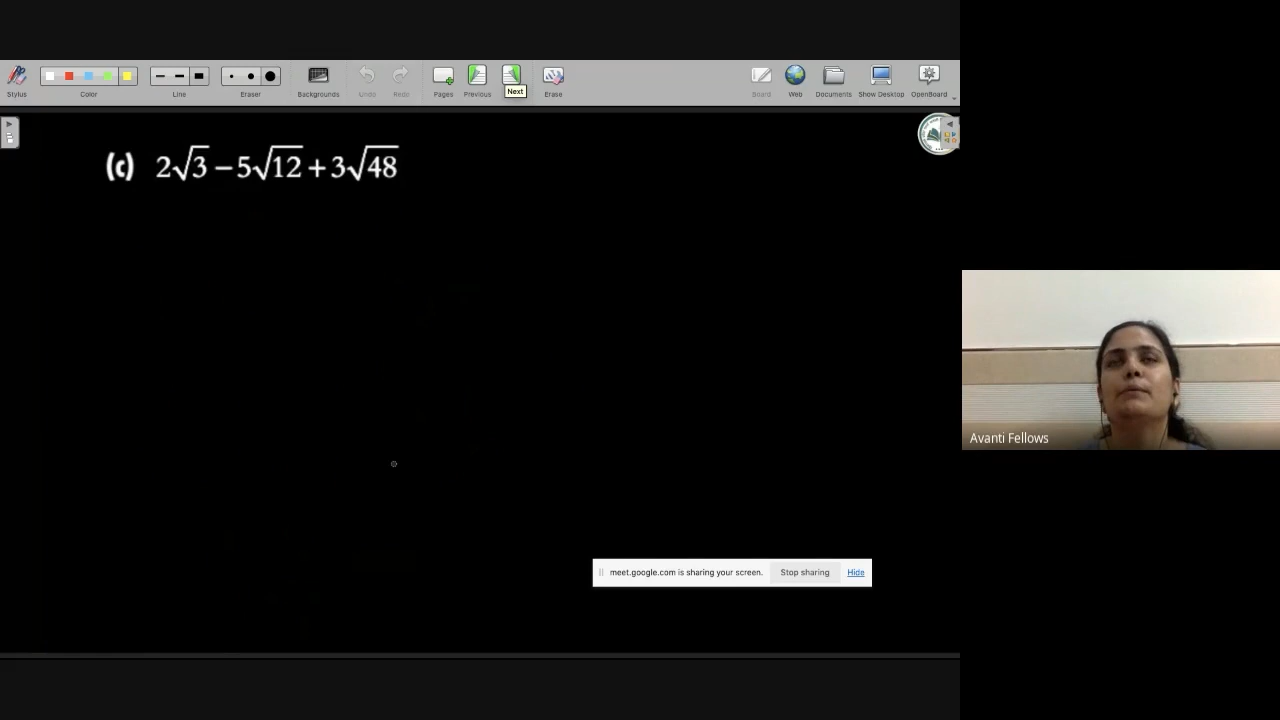 Stylus Color Line Eraser Backgrounds Undo Redo Pages Previous Next Erase Board Web Documents Show Desktop OpenBoard
(c) 2√3 − 5√12 + 3√48
Avanti Fellows
meet.google.com is sharing your screen. Stop sharing Hide